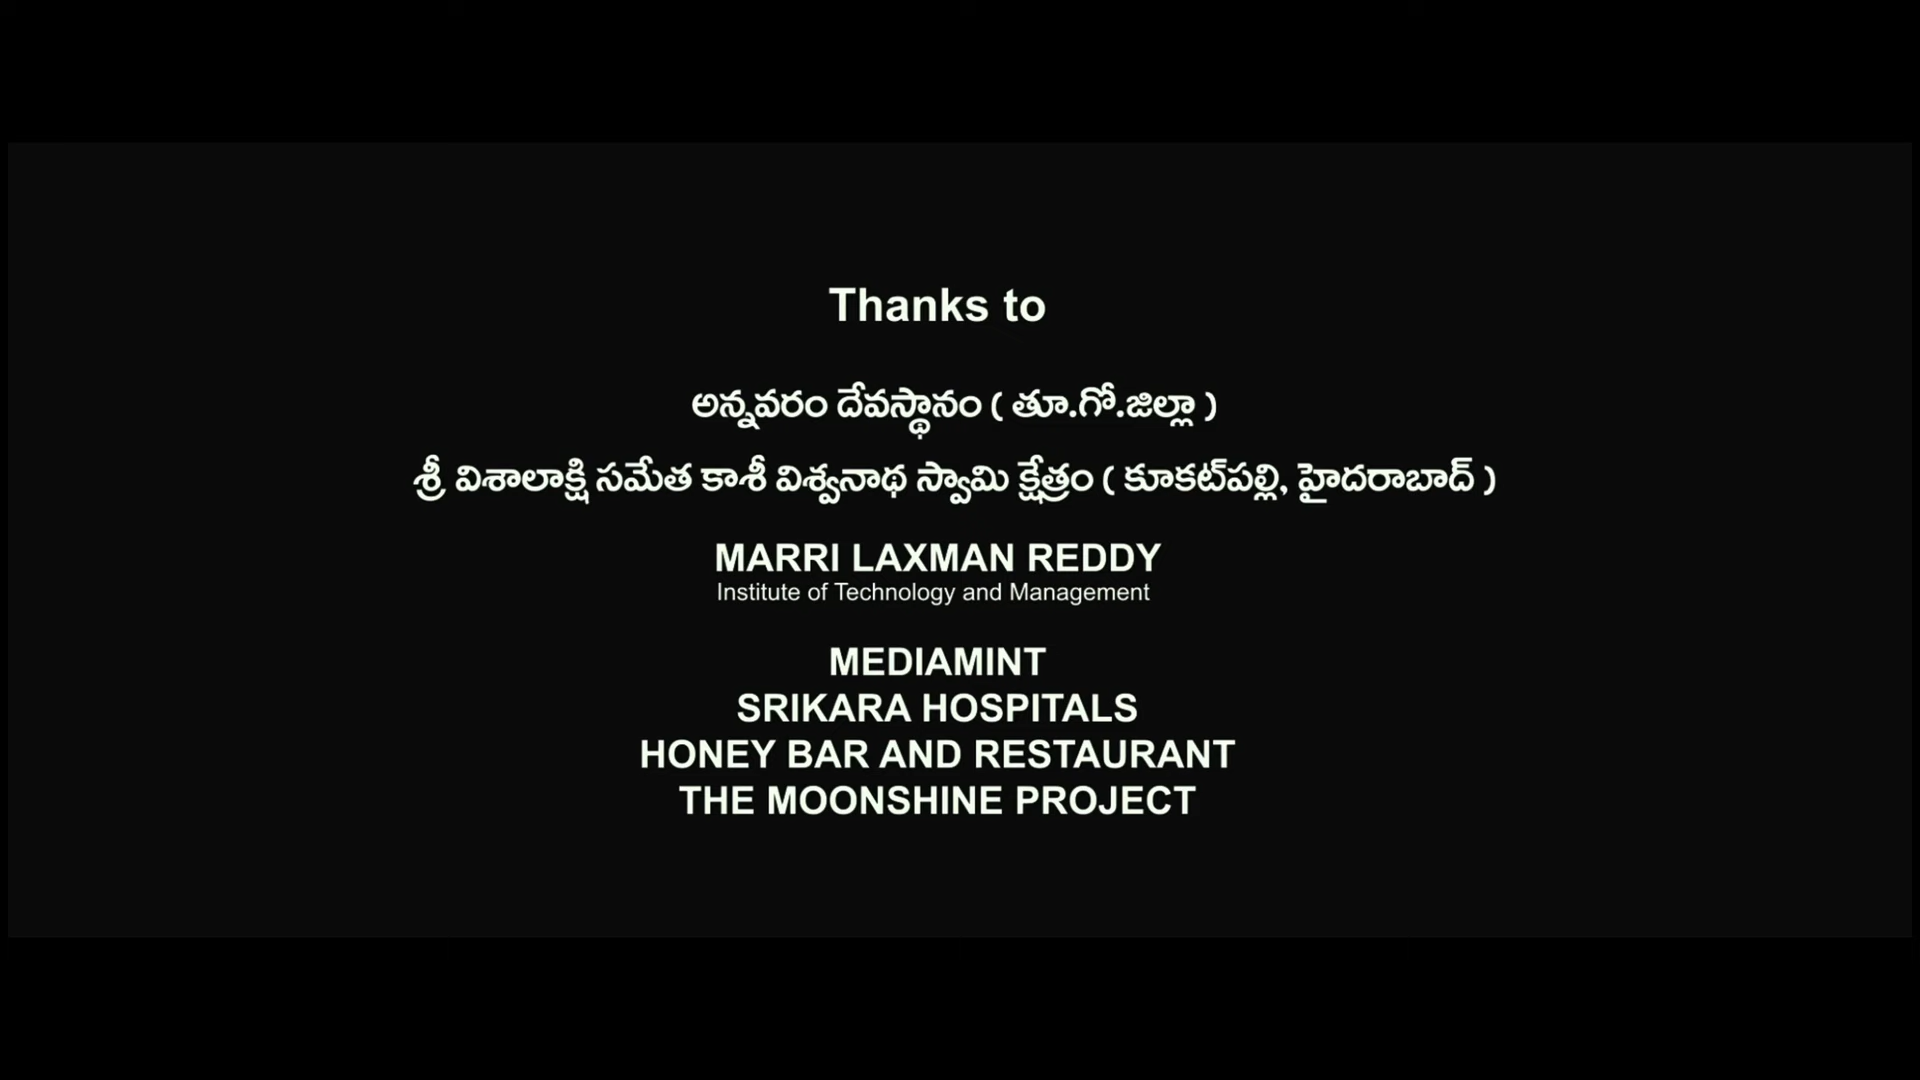 Thanks to
అన్నవరం దేవస్థానం ( తూ.గో.జిల్లా )
శ్రీ విశాలాక్షి సమేత కాశీ విశ్వనాథ స్వామి క్షేత్రం ( కూకట్‌పల్లి, హైదరాబాద్ )
MARRI LAXMAN REDDY
Institute of Technology and Management
MEDIAMINT
SRIKARA HOSPITALS
HONEY BAR AND RESTAURANT
THE MOONSHINE PROJECT